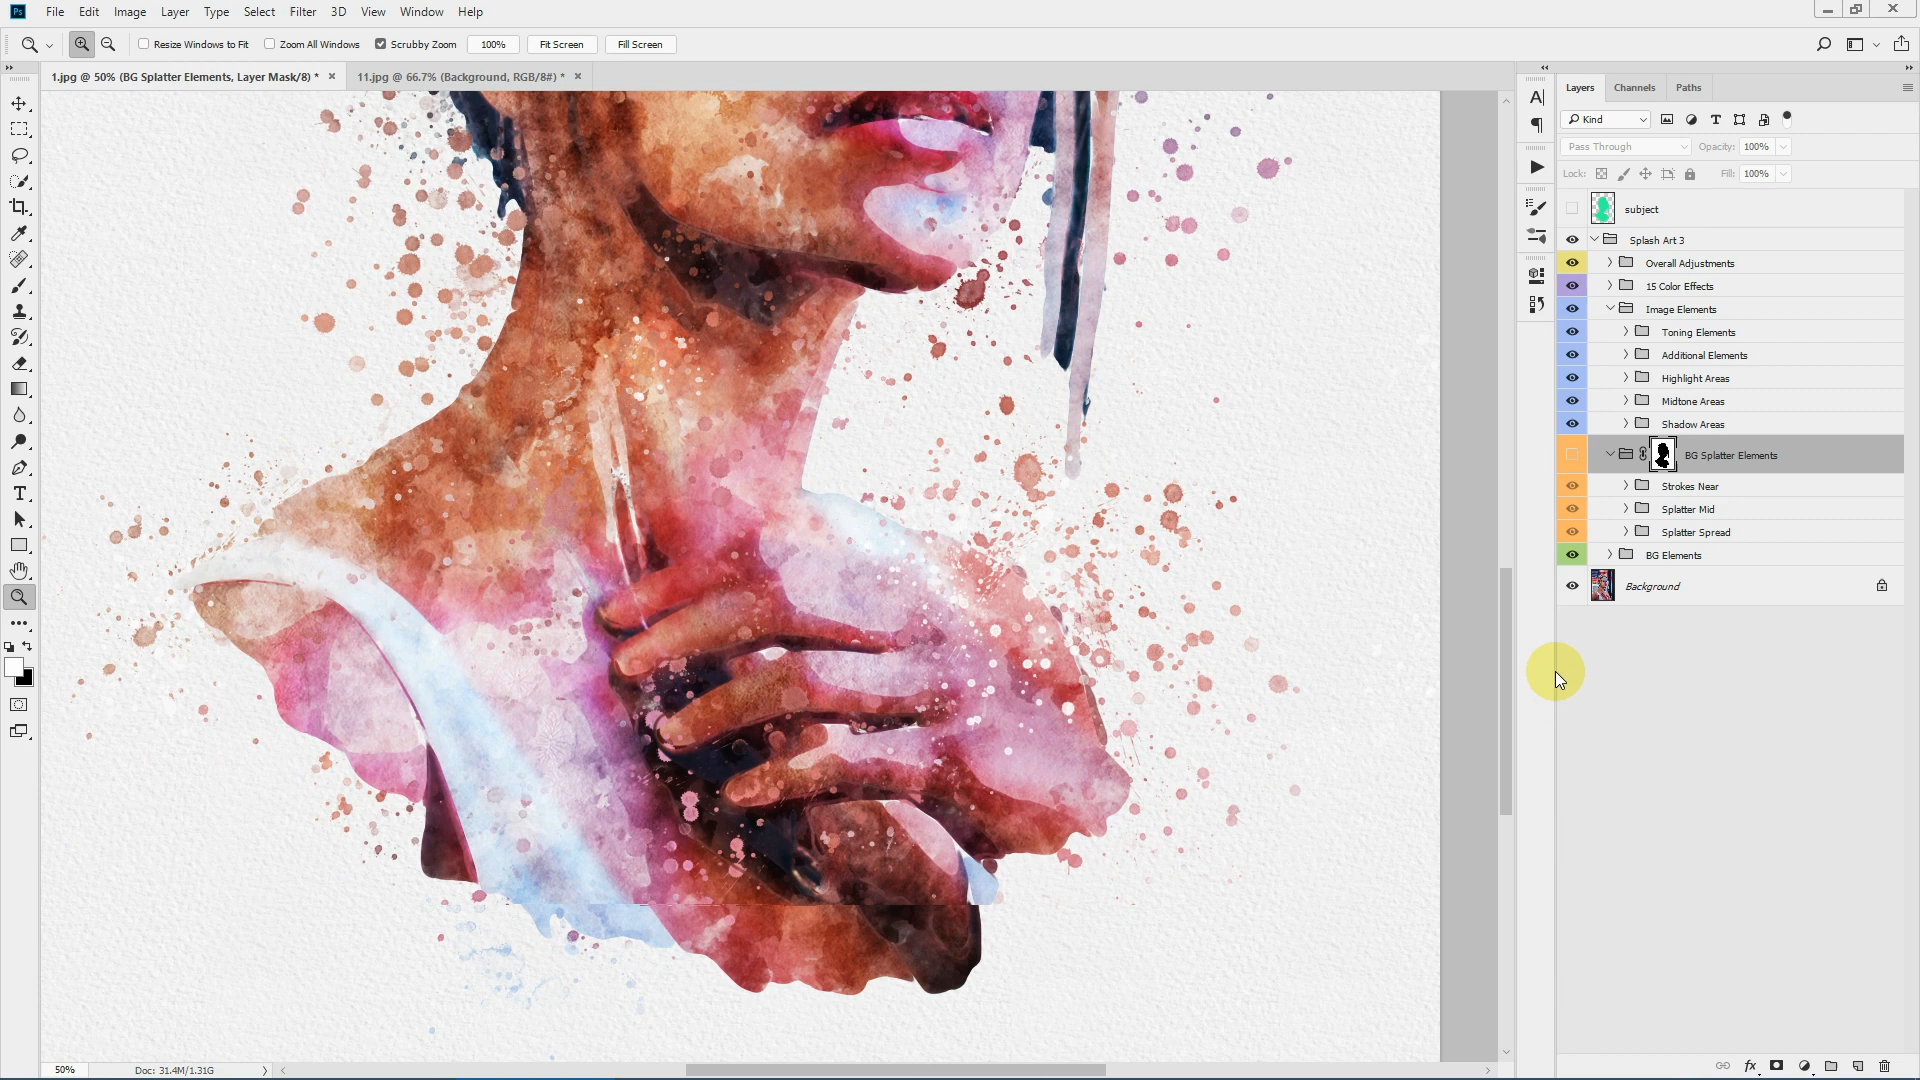 Ps File Edit Image Layer Type Select Filter 3D View Window Help
Resize Windows to Fit Zoom All Windows Scrubby Zoom 100% Fit Screen Fill Screen
1.jpg @ 50% (BG Splatter Elements, Layer Mask/8) * × 11.jpg @ 66.7% (Background, RGB/8#) * ×
Layers Channels Paths
Kind
Pass Through Opacity: 100%
Lock: Fill: 100%
subject
Splash Art 3
Overall Adjustments
15 Color Effects
Image Elements
Toning Elements
Additional Elements
Highlight Areas
Midtone Areas
Shadow Areas
BG Splatter Elements
Strokes Near
Splatter Mid
Splatter Spread
BG Elements
Background
50% Doc: 31.4M/1.31G
fx